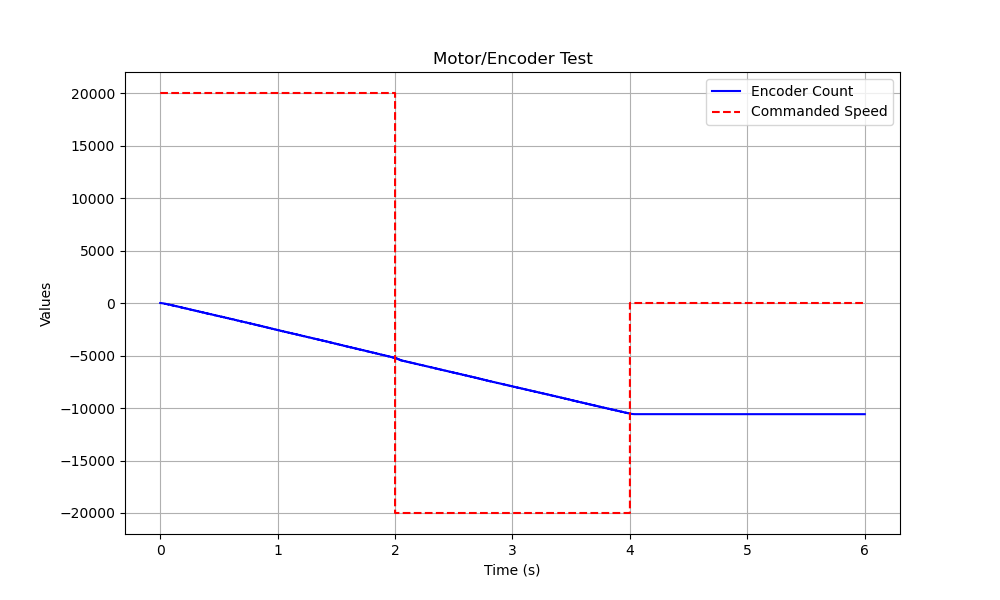 Motor/Encoder Test
Encoder Count
Commanded Speed
20000
15000
10000
5000
0
−5000
−10000
−15000
−20000
Values
0 1 2 3 4 5 6
Time (s)